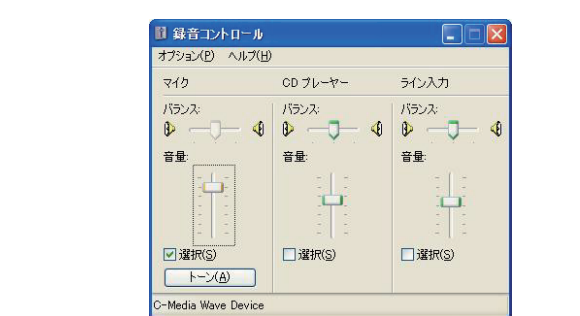 録音コントロール
オプション(P) ヘルプ(H)
マイク CD プレーヤー ライン入力
バランス: バランス: バランス:
音量: 音量: 音量:
選択(S) 選択(S) 選択(S)
トーン(A)
C-Media Wave Device